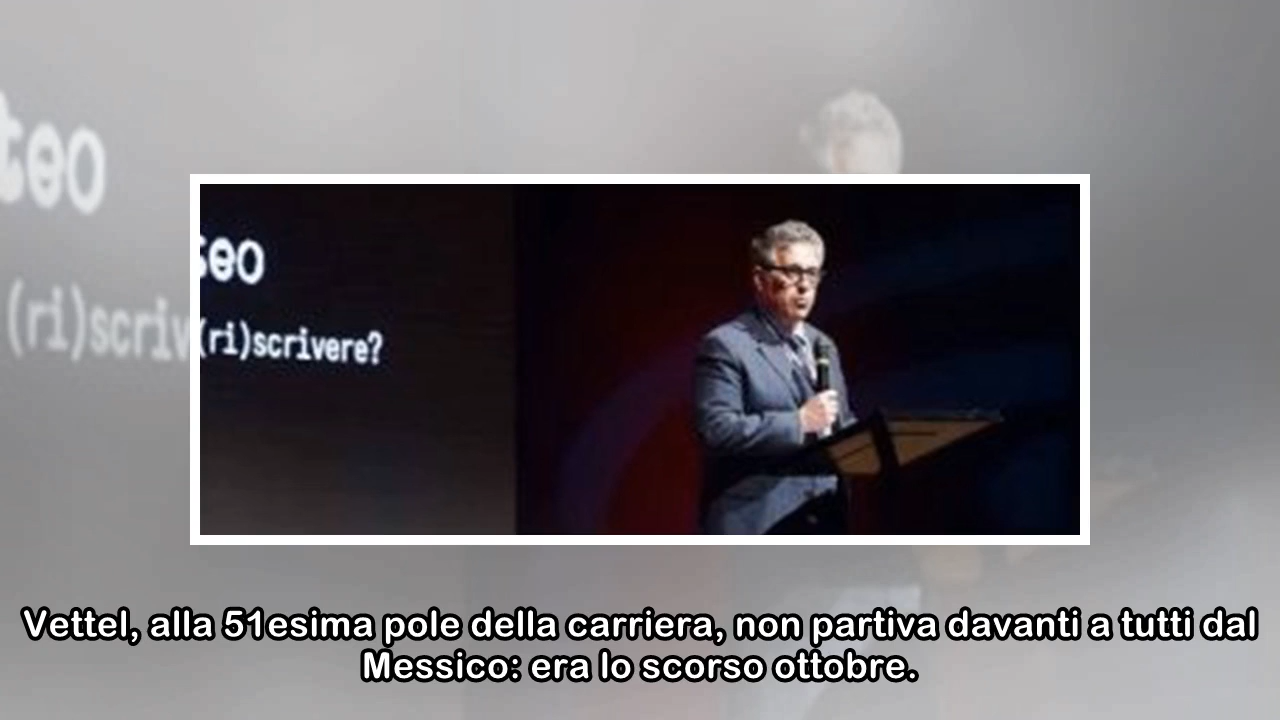 teo
(ri)scriv
(ri)scrivere?
Vettel, alla 51esima pole della carriera, non partiva davanti a tutti dal
Messico: era lo scorso ottobre.